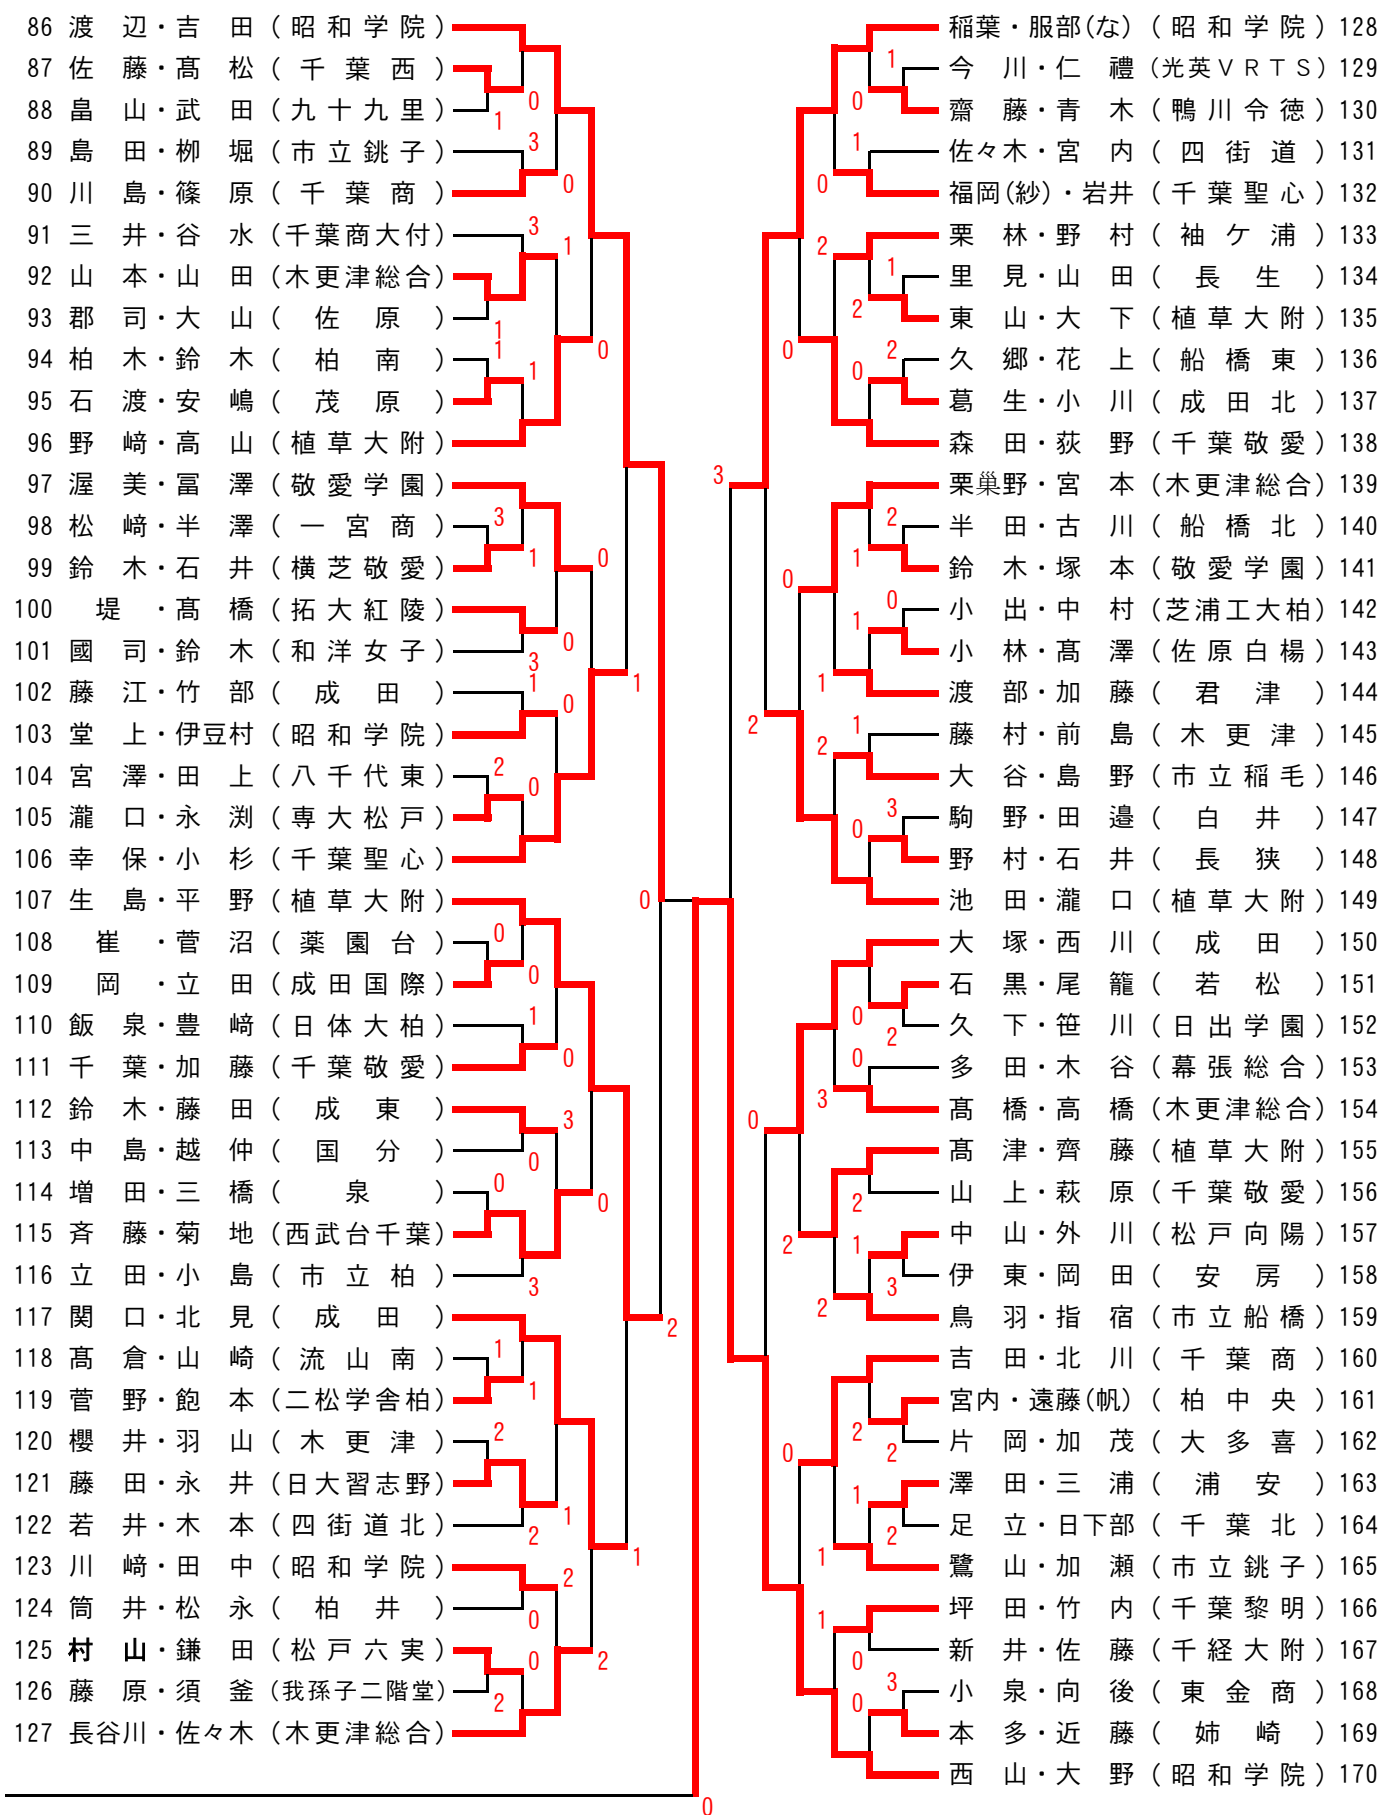 86 渡辺・吉田(昭和学院)
87 佐藤・髙松(千葉西)
88 畠山・武田(九十九里)
89 島田・栁堀(市立銚子)
90 川島・篠原(千葉商)
91 三井・谷水(千葉商大付)
92 山本・山田(木更津総合)
93 郡司・大山(佐原)
94 柏木・鈴木(柏南)
95 石渡・安嶋(茂原)
96 野﨑・高山(植草大附)
97 渥美・冨澤(敬愛学園)
98 松﨑・半澤(一宮商)
99 鈴木・石井(横芝敬愛)
100 堤・髙橋(拓大紅陵)
101 國司・鈴木(和洋女子)
102 藤江・竹部(成田)
103 堂上・伊豆村(昭和学院)
104 宮澤・田上(八千代東)
105 瀧口・永渕(専大松戸)
106 幸保・小杉(千葉聖心)
107 生島・平野(植草大附)
108 崔・菅沼(薬園台)
109 岡・立田(成田国際)
110 飯泉・豊﨑(日体大柏)
111 千葉・加藤(千葉敬愛)
112 鈴木・藤田(成東)
113 中島・越仲(国分)
114 増田・三橋(泉)
115 斉藤・菊地(西武台千葉)
116 立田・小島(市立柏)
117 関口・北見(成田)
118 髙倉・山崎(流山南)
119 菅野・飽本(二松学舎柏)
120 櫻井・羽山(木更津)
121 藤田・永井(日大習志野)
122 若井・木本(四街道北)
123 川﨑・田中(昭和学院)
124 筒井・松永(柏井)
125 村山・鎌田(松戸六実)
126 藤原・須釜(我孫子二階堂)
127 長谷川・佐々木(木更津総合)
稲葉・服部(な)(昭和学院)128
今川・仁禮(光英VRTS)129
齋藤・青木(鴨川令徳)130
佐々木・宮内(四街道)131
福岡(紗)・岩井(千葉聖心)132
栗林・野村(袖ケ浦)133
里見・山田(長生)134
東山・大下(植草大附)135
久郷・花上(船橋東)136
葛生・小川(成田北)137
森田・荻野(千葉敬愛)138
栗巣野・宮本(木更津総合)139
半田・古川(船橋北)140
鈴木・塚本(敬愛学園)141
小出・中村(芝浦工大柏)142
小林・髙澤(佐原白楊)143
渡部・加藤(君津)144
藤村・前島(木更津)145
大谷・島野(市立稲毛)146
駒野・田邉(白井)147
野村・石井(長狭)148
池田・瀧口(植草大附)149
大塚・西川(成田)150
石黒・尾籠(若松)151
久下・笹川(日出学園)152
多田・木谷(幕張総合)153
髙橋・高橋(木更津総合)154
髙津・齊藤(植草大附)155
山上・萩原(千葉敬愛)156
中山・外川(松戸向陽)157
伊東・岡田(安房)158
鳥羽・指宿(市立船橋)159
吉田・北川(千葉商)160
宮内・遠藤(帆)(柏中央)161
片岡・加茂(大多喜)162
澤田・三浦(浦安)163
足立・日下部(千葉北)164
鷺山・加瀬(市立銚子)165
坪田・竹内(千葉黎明)166
新井・佐藤(千経大附)167
小泉・向後(東金商)168
本多・近藤(姉崎)169
西山・大野(昭和学院)170